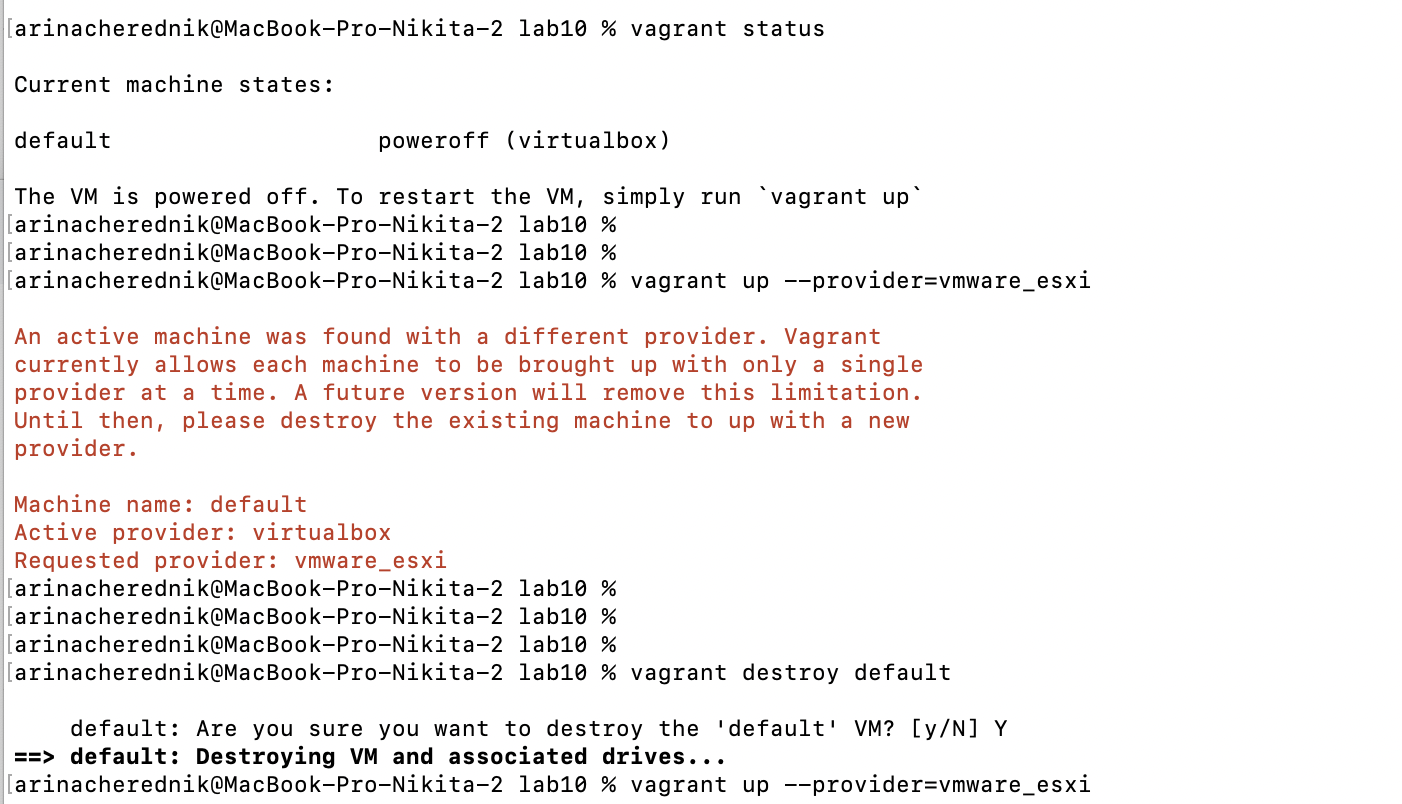 [arinacherednik@MacBook-Pro-Nikita-2 lab10 % vagrant status
Current machine states:
default                   poweroff (virtualbox)
The VM is powered off. To restart the VM, simply run `vagrant up`
[arinacherednik@MacBook-Pro-Nikita-2 lab10 %
[arinacherednik@MacBook-Pro-Nikita-2 lab10 %
[arinacherednik@MacBook-Pro-Nikita-2 lab10 % vagrant up --provider=vmware_esxi
An active machine was found with a different provider. Vagrant
currently allows each machine to be brought up with only a single
provider at a time. A future version will remove this limitation.
Until then, please destroy the existing machine to up with a new
provider.
Machine name: default
Active provider: virtualbox
Requested provider: vmware_esxi
[arinacherednik@MacBook-Pro-Nikita-2 lab10 %
[arinacherednik@MacBook-Pro-Nikita-2 lab10 %
[arinacherednik@MacBook-Pro-Nikita-2 lab10 %
[arinacherednik@MacBook-Pro-Nikita-2 lab10 % vagrant destroy default
    default: Are you sure you want to destroy the 'default' VM? [y/N] Y
==> default: Destroying VM and associated drives...
[arinacherednik@MacBook-Pro-Nikita-2 lab10 % vagrant up --provider=vmware_esxi